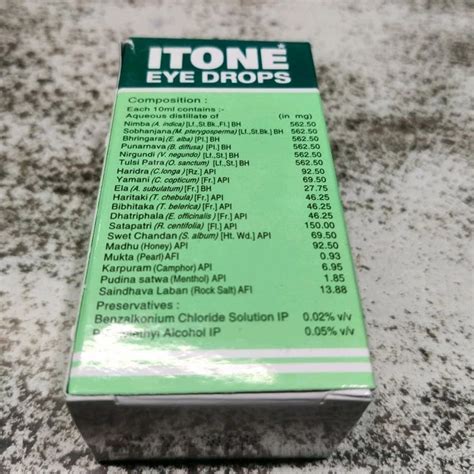 ITONE®
EYE DROPS
Composition :
Each 10ml contains :-
Aqueous distillate of (in mg)
Nimba (A. indica) [Lf.,St.Bk.,Fl.] BH 562.50
Sobhanjana (M. pterygosperma) [Lf.,St.Bk.,] BH 562.50
Bhringaraj (E. alba) [Pl.] BH 562.50
Punarnava (B. diffusa) [Pl.] BH 562.50
Nirgundi (V. negundo) [Lf.,St.] BH 562.50
Tulsi Patra (O. sanctum) [Lf.,St.] BH 562.50
Haridra (C.longa ) [Rz.] API 92.50
Yamani (C. copticum) [Fr.] API 69.50
Ela (A. subulatum) [Fr.] BH 27.75
Haritaki (T. chebula) [Fr.] API 46.25
Bibhitaka (T. belerica) [Fr.] API 46.25
Dhatriphala (E. officinalis ) [Fr.] API 46.25
Satapatri (R. centifolia) [Fl.] API 150.00
Swet Chandan (S. album) [Ht. Wd.] API 69.50
Madhu (Honey) API 92.50
Mukta (Pearl) AFI 0.93
Karpuram (Camphor) API 6.95
Pudina satwa (Menthol) API 1.85
Saindhava Laban (Rock Salt) AFI 13.88
Preservatives :
Benzalkonium Chloride Solution IP 0.02% v/v
Alcohol IP 0.05% v/v